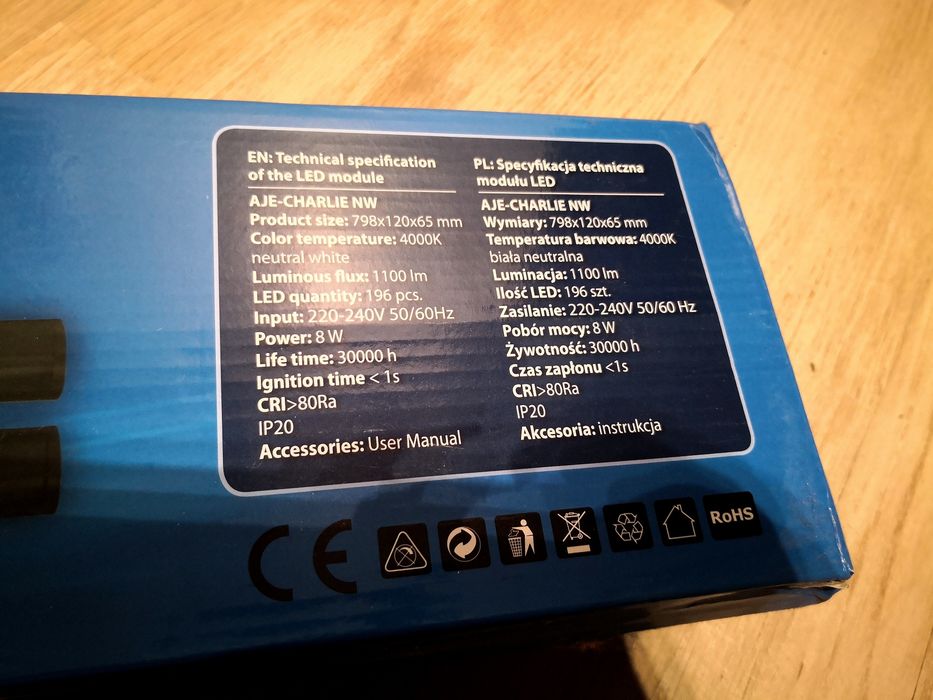 EN: Technical specification
of the LED module
AJE-CHARLIE NW
Product size: 798x120x65 mm
Color temperature: 4000K
neutral white
Luminous flux: 1100 lm
LED quantity: 196 pcs.
Input: 220-240V 50/60Hz
Power: 8 W
Life time: 30000 h
Ignition time < 1s
CRI>80Ra
IP20
Accessories: User Manual
PL: Specyfikacja techniczna
modułu LED
AJE-CHARLIE NW
Wymiary: 798x120x65 mm
Temperatura barwowa: 4000K
biała neutralna
Luminacja: 1100 lm
Ilość LED: 196 szt.
Zasilanie: 220-240V 50/60 Hz
Pobór mocy: 8 W
Żywotność: 30000 h
Czas zapłonu <1s
CRI>80Ra
IP20
Akcesoria: instrukcja
CE
RoHS